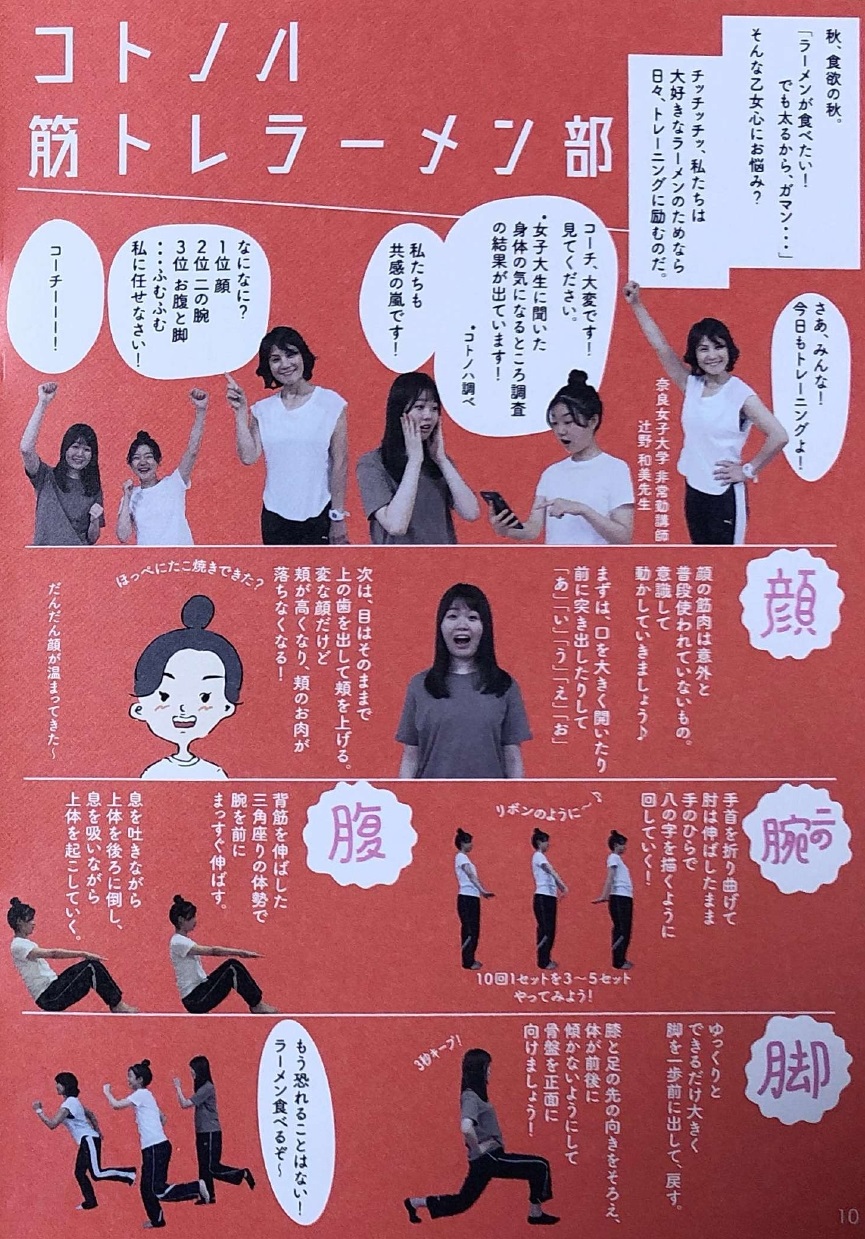 コトノハ
筋トレラーメン部
秋、食欲の秋。
「ラーメンが食べたい!
でも太るから、ガマン・・・」
そんな乙女心にお悩み?
チッチッチッ、私たちは
大好きなラーメンのためなら
日々、トレーニングに励むのだ。
さあ、みんな!
今日もトレーニングよ!
奈良女子大学 非常勤講師
辻野 和美先生
コーチ、大変です!
見てください。
・女子大生に聞いた
身体の気になるところ調査
の結果が出ています!
・コトノハ調べ
私たちも
共感の嵐です!
なになに?
1位 顔
2位 二の腕
3位 お腹と脚
・・・ふむふむ
私に任せなさい!
コーチーーー!
顔
顔の筋肉は意外と
普段使われていないもの。
意識して
動かしていきましょう♪
まずは、口を大きく開いたり
前に突き出したりして
「あ」「い」「う」「え」「お」
次は、目はそのままで
上の歯を出して頬を上げる。
変な顔だけど
頬が高くなり、頬のお肉が
落ちなくなる!
ほっぺにたこ焼きできた?
だんだん顔が温まってきた〜
二の腕
手首を折り曲げて
肘は伸ばしたまま
手のひらで
八の字を描くように
回していく!
リボンのように〜♪
10回1セットを3〜5セット
やってみよう!
腹
背筋を伸ばした
三角座りの体勢で
腕を前に
まっすぐ伸ばす。
息を吐きながら
上体を後ろに倒し、
息を吸いながら
上体を起こしていく。
脚
ゆっくりと
できるだけ大きく
脚を一歩前に出して、戻す。
膝と足の先の向きをそろえ、
体が前後に
傾かないようにして
骨盤を正面に
向けましょう!
3秒キープ!
もう恐れることはない!
ラーメン食べるぞ〜
10